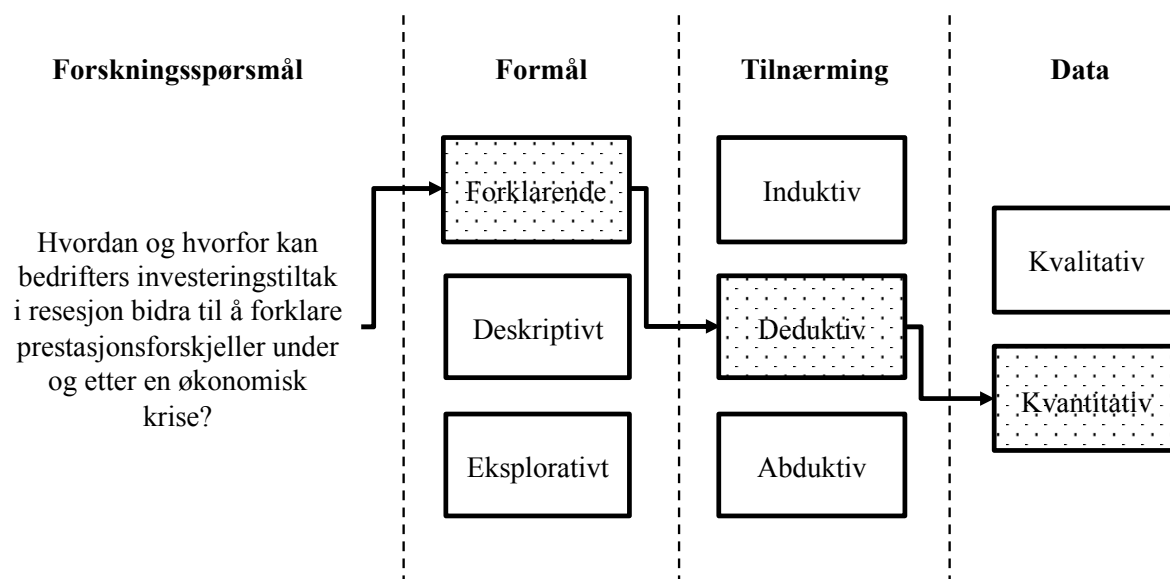 Forskningsspørsmål
Formål
Tilnærming
Data
Hvordan og hvorfor kan
bedrifters investeringstiltak
i resesjon bidra til å forklare
prestasjonsforskjeller under
og etter en økonomisk
krise?
Forklarende
Deskriptivt
Eksplorativt
Induktiv
Deduktiv
Abduktiv
Kvalitativ
Kvantitativ